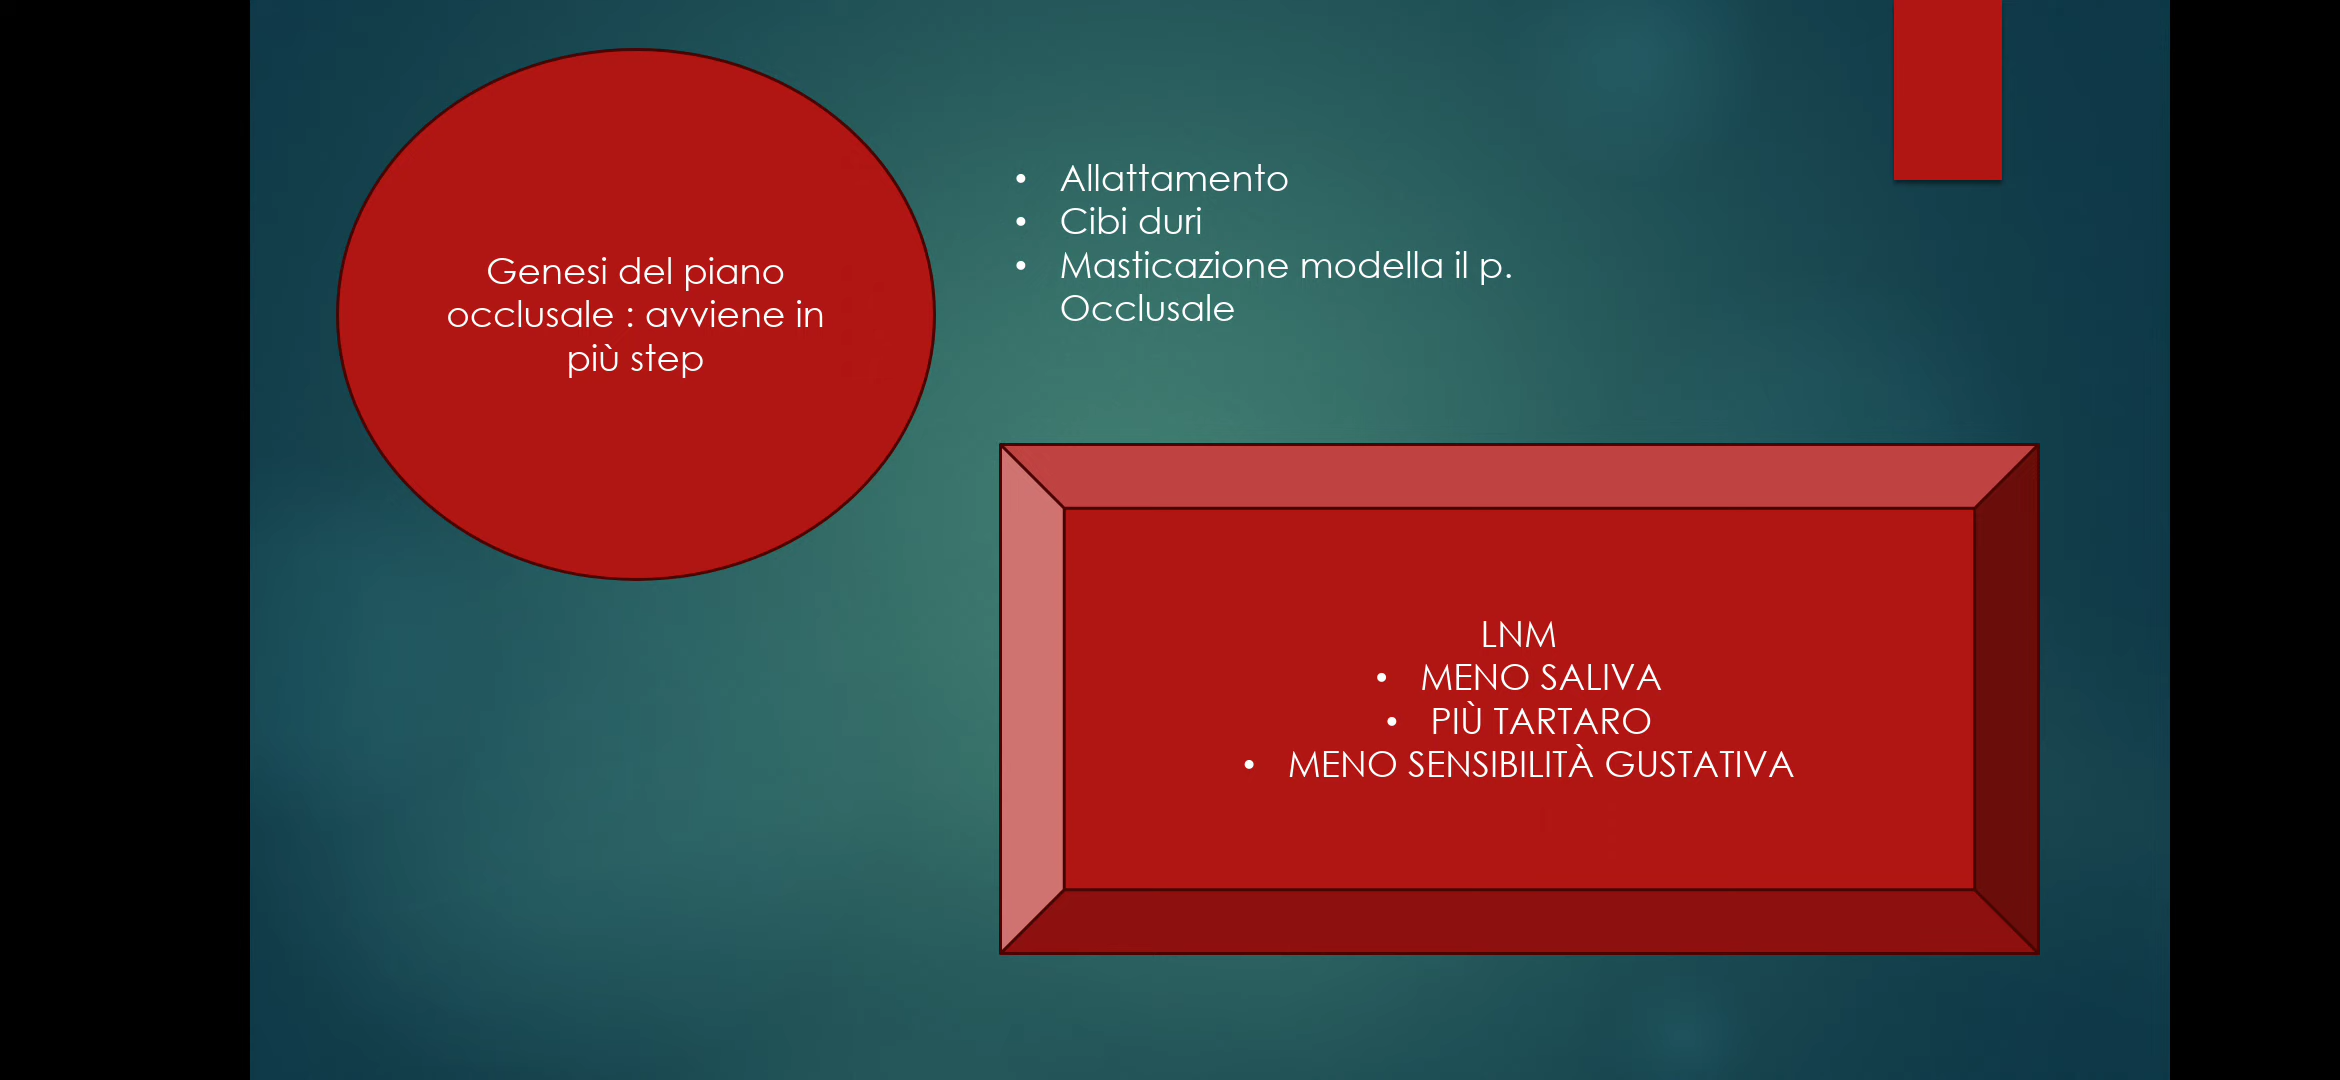 Genesi del piano
occlusale : avviene in
più step
• Allattamento
• Cibi duri
• Masticazione modella il p.
Occlusale
LNM
• MENO SALIVA
• PIÙ TARTARO
• MENO SENSIBILITÀ GUSTATIVA